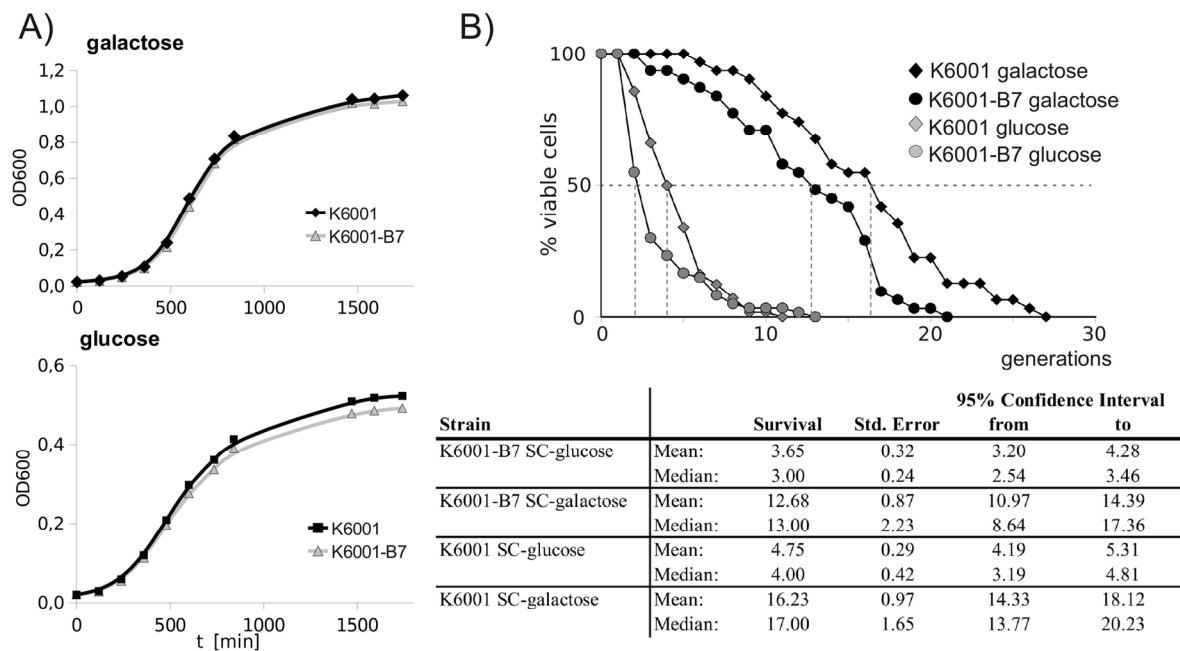 A)
galactose
1,2
1,0
0,8
0,6
0,4
0,2
0,0
OD600
K6001
K6001-B7
0 500 1000 1500
glucose
0,6
0,4
0,2
0,0
OD600
K6001
K6001-B7
0 500 1000 1500
t [min]
B)
100
50
0
% viable cells
K6001 galactose
K6001-B7 galactose
K6001 glucose
K6001-B7 glucose
0 10 20 30
generations
95% Confidence Interval
Strain Survival Std. Error from to
K6001-B7 SC-glucose Mean: 3.65 0.32 3.20 4.28
Median: 3.00 0.24 2.54 3.46
K6001-B7 SC-galactose Mean: 12.68 0.87 10.97 14.39
Median: 13.00 2.23 8.64 17.36
K6001 SC-glucose Mean: 4.75 0.29 4.19 5.31
Median: 4.00 0.42 3.19 4.81
K6001 SC-galactose Mean: 16.23 0.97 14.33 18.12
Median: 17.00 1.65 13.77 20.23